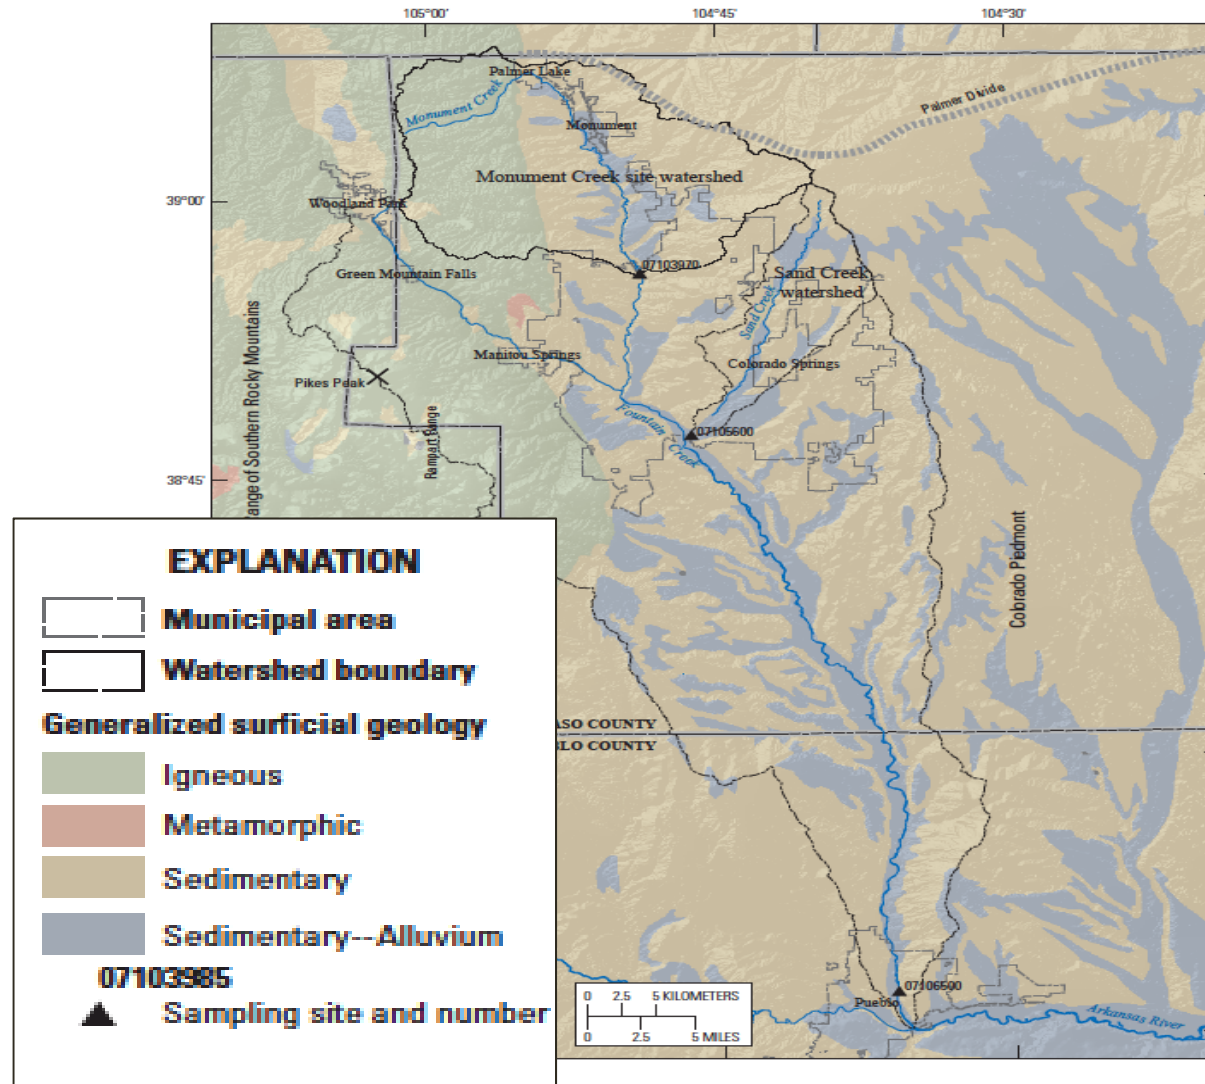 105°00'
104°45'
104°30'
Palmer Lake
Palmer Divide
Monument Creek
Monument
Monument Creek site watershed
39°00'
Woodland Park
07103970
Green Mountain Falls
Sand Creek
watershed
Sand Creek
Manitou Springs
Colorado Springs
Pikes Peak
Range of Southern Rocky Mountains
Rampart Range
Fountain Creek
07105600
38°45'
Colorado Piedmont
EXPLANATION
Municipal area
Watershed boundary
Generalized surficial geology
Igneous
Metamorphic
Sedimentary
Sedimentary--Alluvium
07103985
Sampling site and number
ASO COUNTY
BLO COUNTY
0 2.5 5 KILOMETERS
0 2.5 5 MILES
07106500
Pueblo
Arkansas River